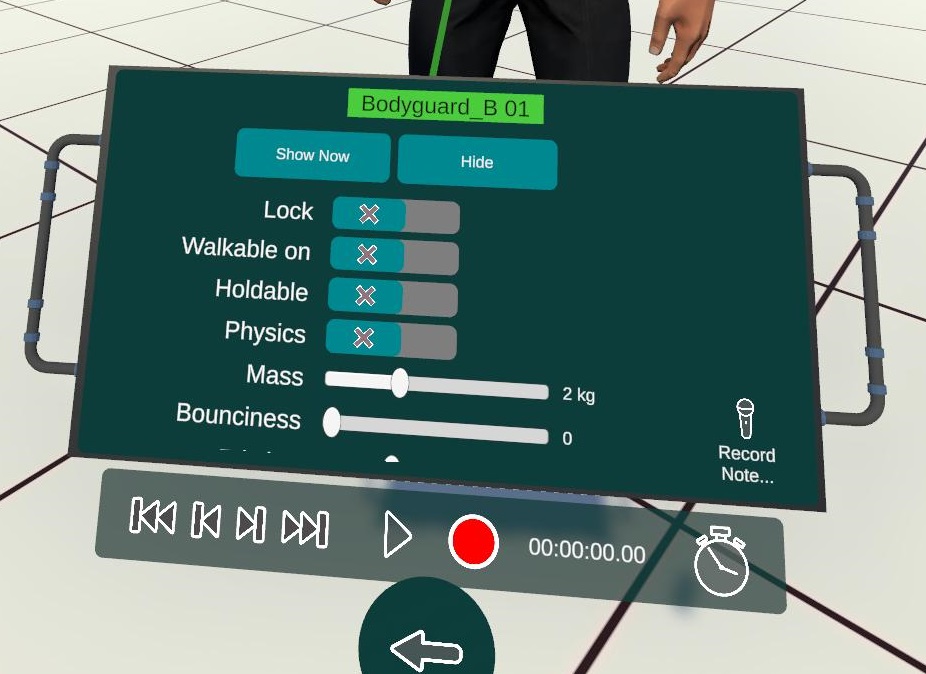 Bodyguard_B 01
Show Now
Hide
Lock
Walkable on
Holdable
Physics
Mass
2 kg
Bounciness
0
Record
Note...
00:00:00.00